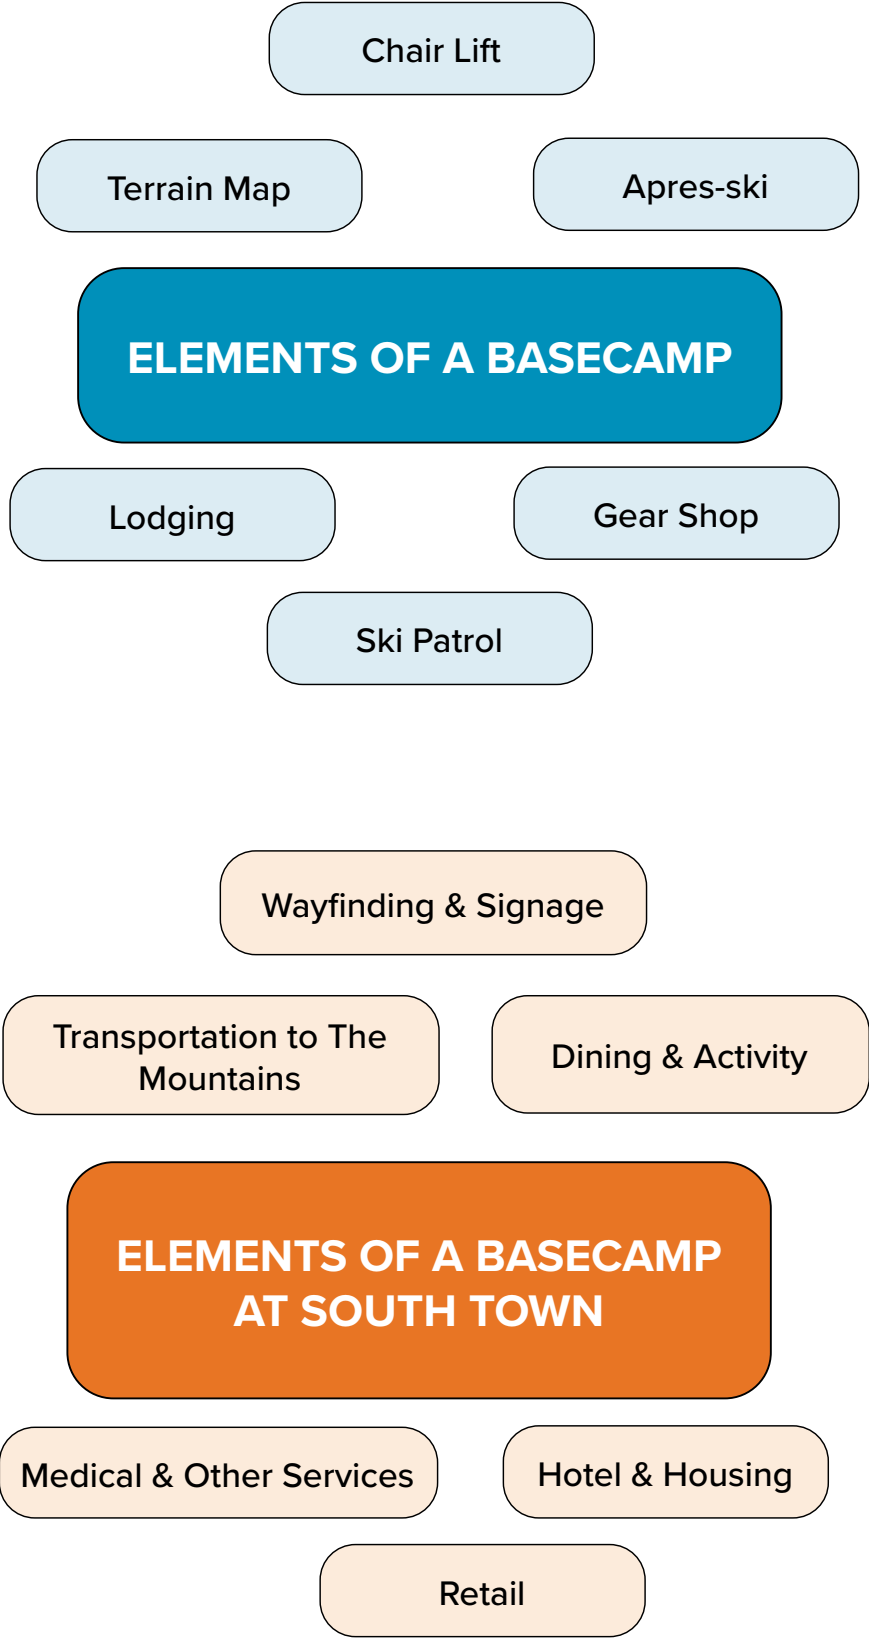 Chair Lift
Terrain Map
Apres-ski
ELEMENTS OF A BASECAMP
Lodging
Gear Shop
Ski Patrol
Wayfinding & Signage
Transportation to The
Mountains
Dining & Activity
ELEMENTS OF A BASECAMP
AT SOUTH TOWN
Medical & Other Services
Hotel & Housing
Retail